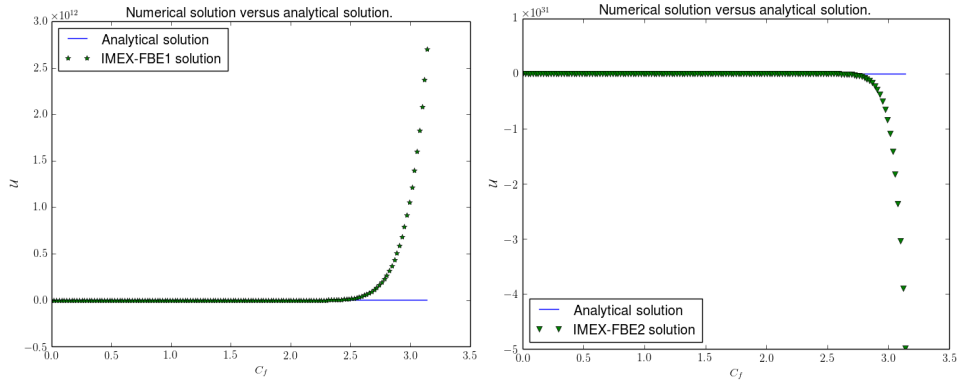 Numerical solution versus analytical solution.
×10^12
3.0
2.5
2.0
1.5
1.0
0.5
0.0
−0.5
0.0 0.5 1.0 1.5 2.0 2.5 3.0 3.5
C_f
𝒰
Analytical solution
IMEX-FBE1 solution
Numerical solution versus analytical solution.
×10^31
1
0
−1
−2
−3
−4
−5
0.0 0.5 1.0 1.5 2.0 2.5 3.0 3.5
C_f
𝒰
Analytical solution
IMEX-FBE2 solution